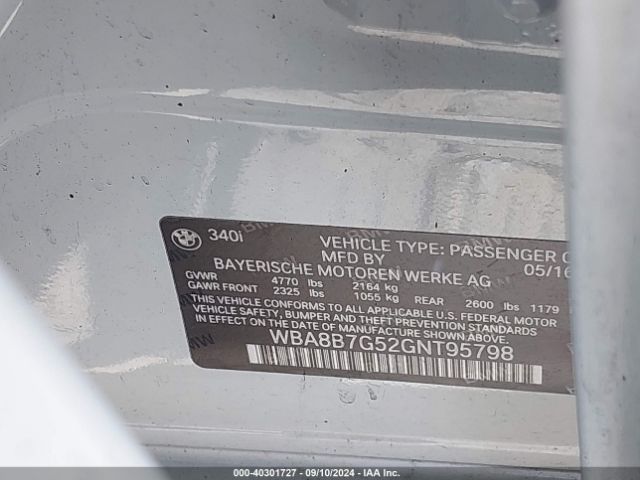 340i
VEHICLE TYPE: PASSENGER
MFD BY 05/16
BAYERISCHE MOTOREN WERKE AG
GVWR 4770 lbs 2164 kg
GAWR FRONT 2325 lbs 1055 kg REAR 2600 lbs 1179
THIS VEHICLE CONFORMS TO ALL APPLICABLE U.S. FEDERAL MOTOR
VEHICLE SAFETY, BUMPER AND THEFT PREVENTION STANDARDS IN
EFFECT ON THE DATE OF MANUFACTURE SHOWN ABOVE.
WBA8B7G52GNT95798
000-40301727 - 09/10/2024 - IAA Inc.